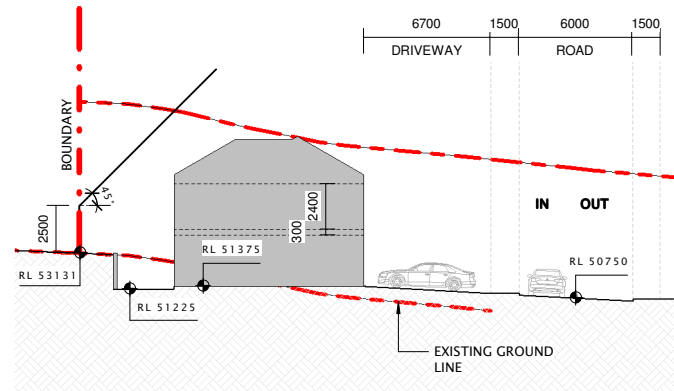 6700
1500
6000
1500
DRIVEWAY
ROAD
BOUNDARY
45°
2500
IN
OUT
2400
300
RL 51375
RL 50750
RL 53131
RL 51225
EXISTING GROUND
LINE